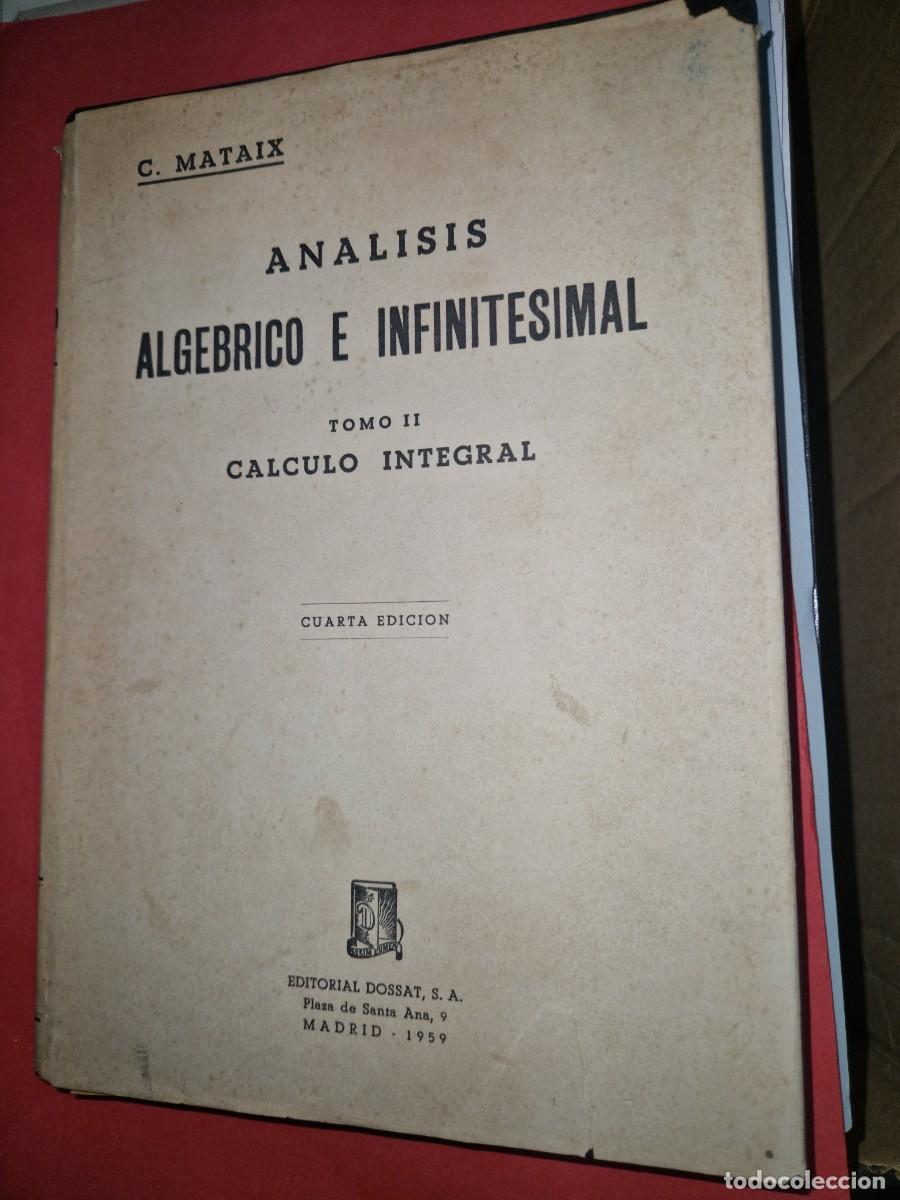 C. MATAIX
ANALISIS
ALGEBRICO E INFINITESIMAL
TOMO II
CALCULO INTEGRAL
CUARTA EDICION
EDITORIAL DOSSAT, S. A.
Plaza de Santa Ana, 9
MADRID - 1959
todocoleccion